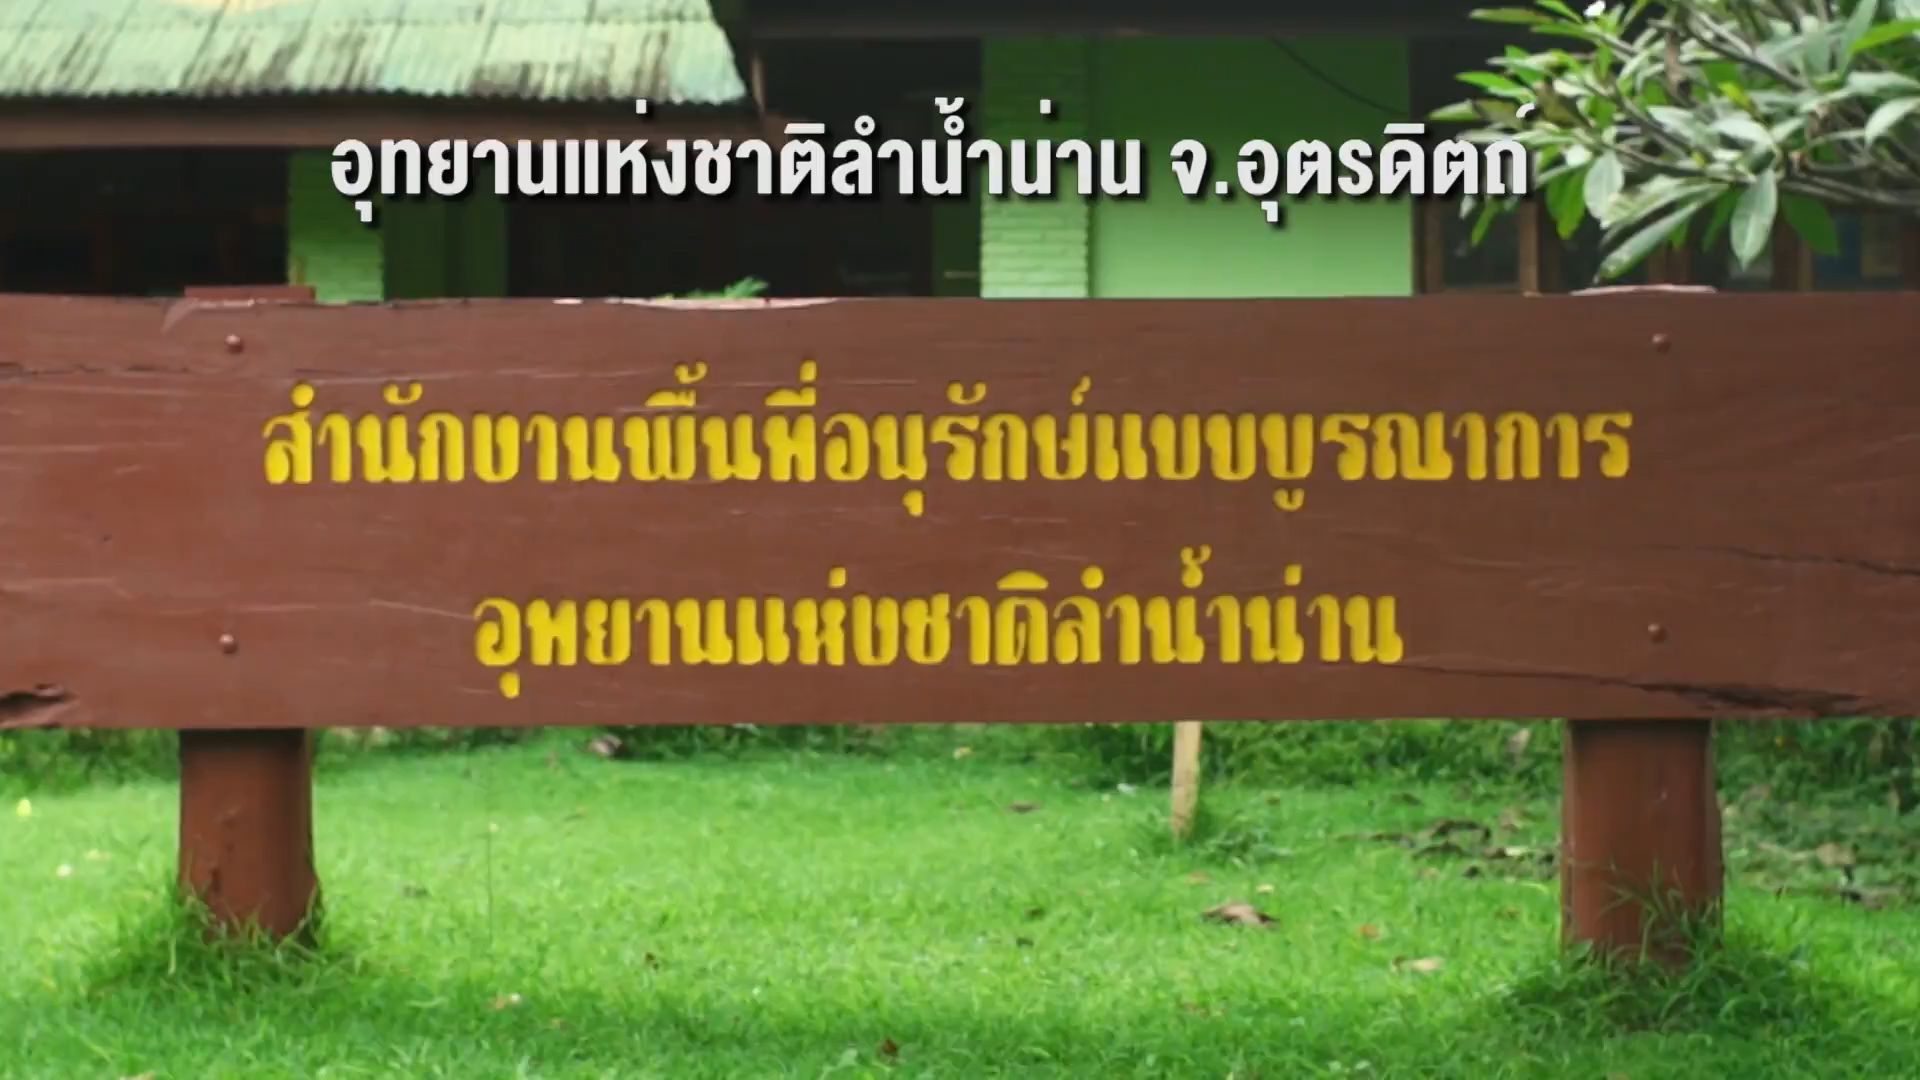 อุทยานแห่งชาติลำน้ำน่าน จ.อุตรดิตถ์
สำนักงานพื้นที่อนุรักษ์แบบบูรณาการ
อุทยานแห่งชาติลำน้ำน่าน